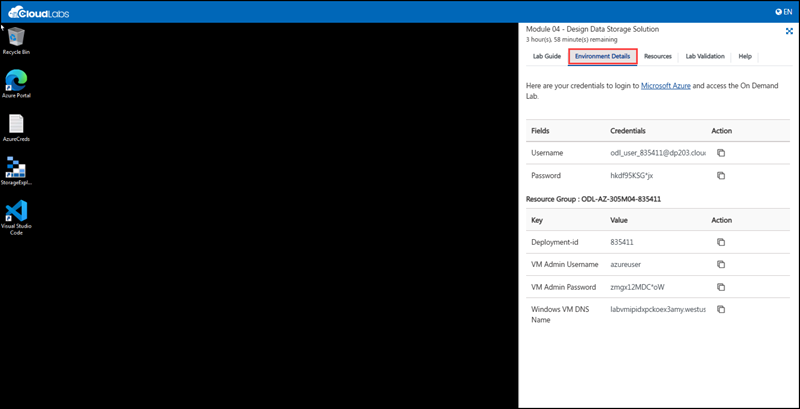 CloudLabs
EN
Recycle Bin
Azure Portal
AzureCreds
StorageExpl...
Visual Studio
Code
Module 04 - Design Data Storage Solution
3 hour(s), 58 minute(s) remaining
Lab Guide Environment Details Resources Lab Validation Help
Here are your credentials to login to Microsoft Azure and access the On Demand
Lab.
Fields Credentials Action
Username odl_user_835411@dp203.clou
Password hkdf95KSG*jx
Resource Group : ODL-AZ-305M04-835411
Key Value Action
Deployment-id 835411
VM Admin Username azureuser
VM Admin Password zmgx12MDC*oW
Windows VM DNS labvmipidxpckoex3amy.westus
Name